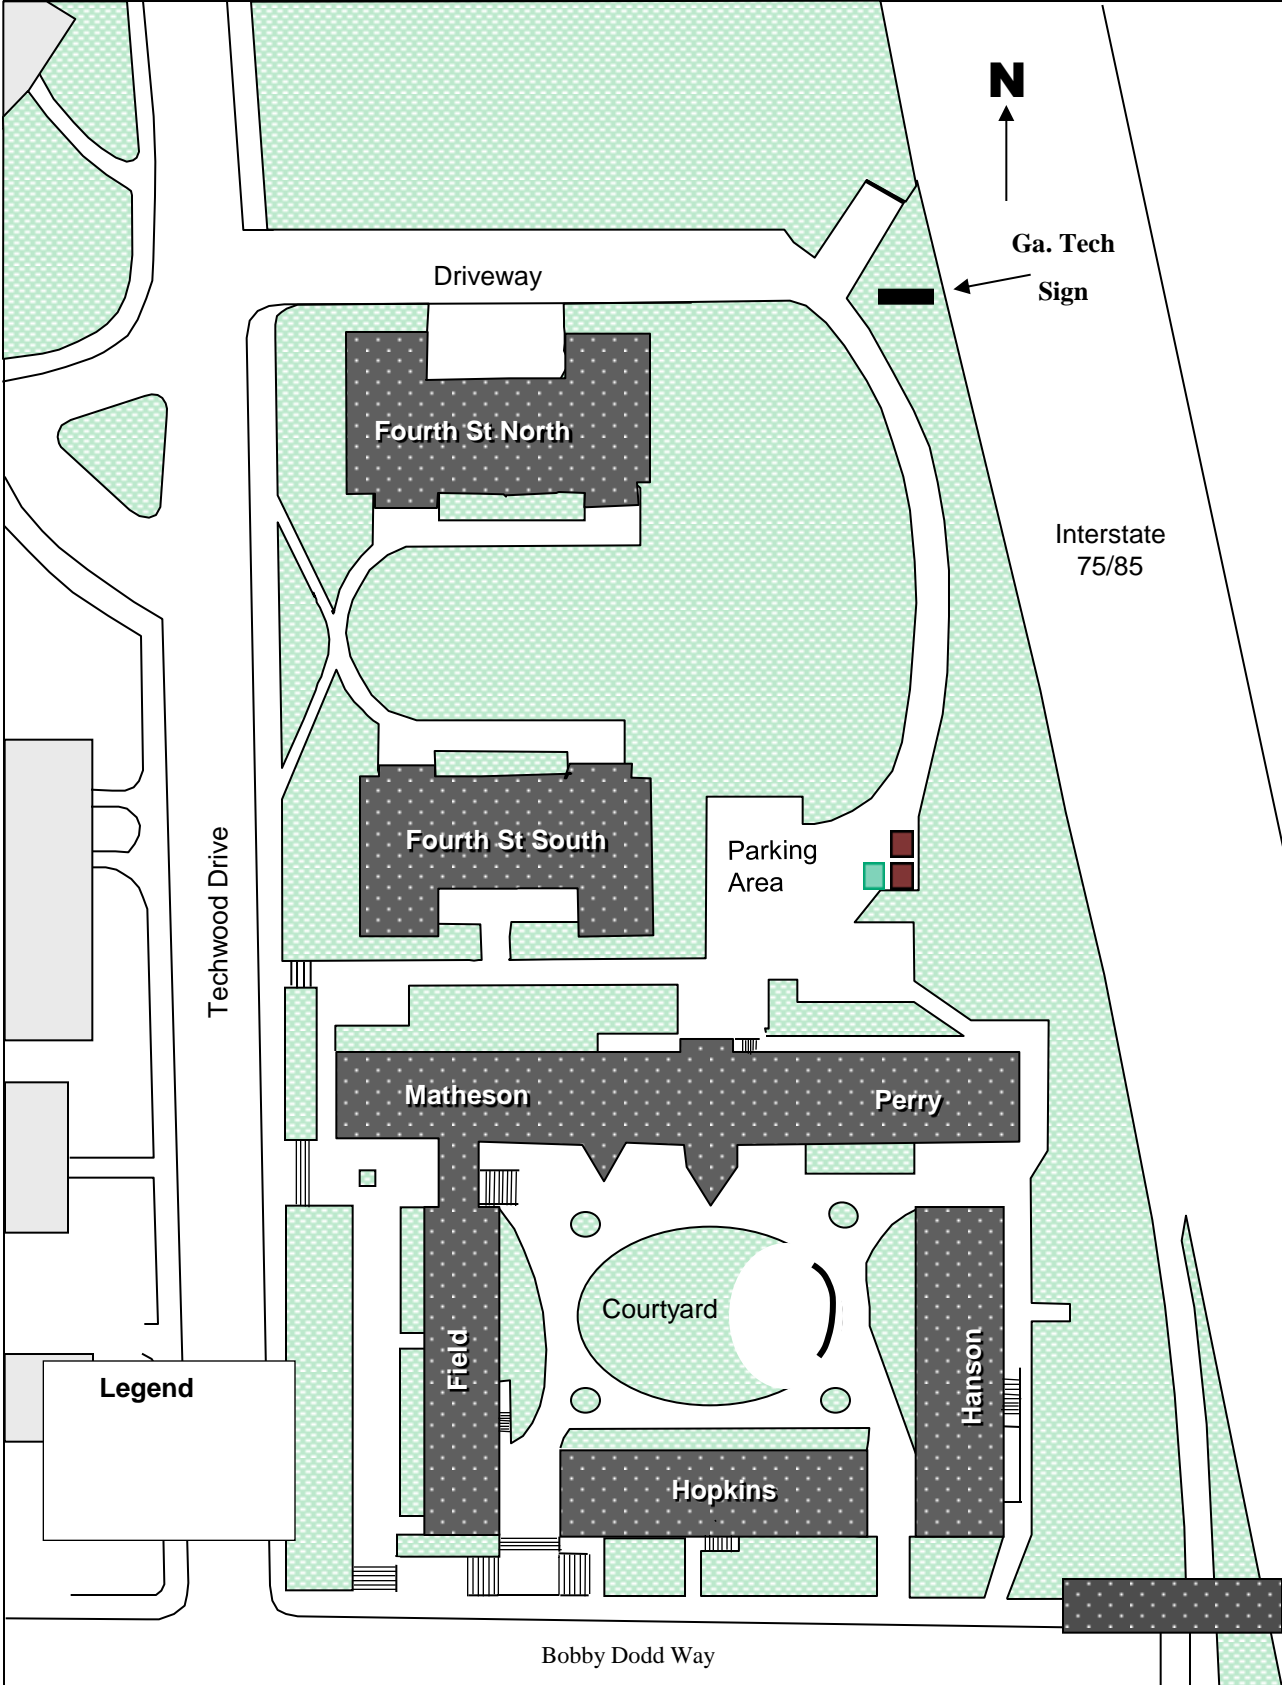 N
Ga. Tech
Sign
Driveway
Fourth St North
Interstate
75/85
Techwood Drive
Fourth St South
Parking
Area
Matheson
Perry
Courtyard
Field
Hanson
Legend
Hopkins
Bobby Dodd Way